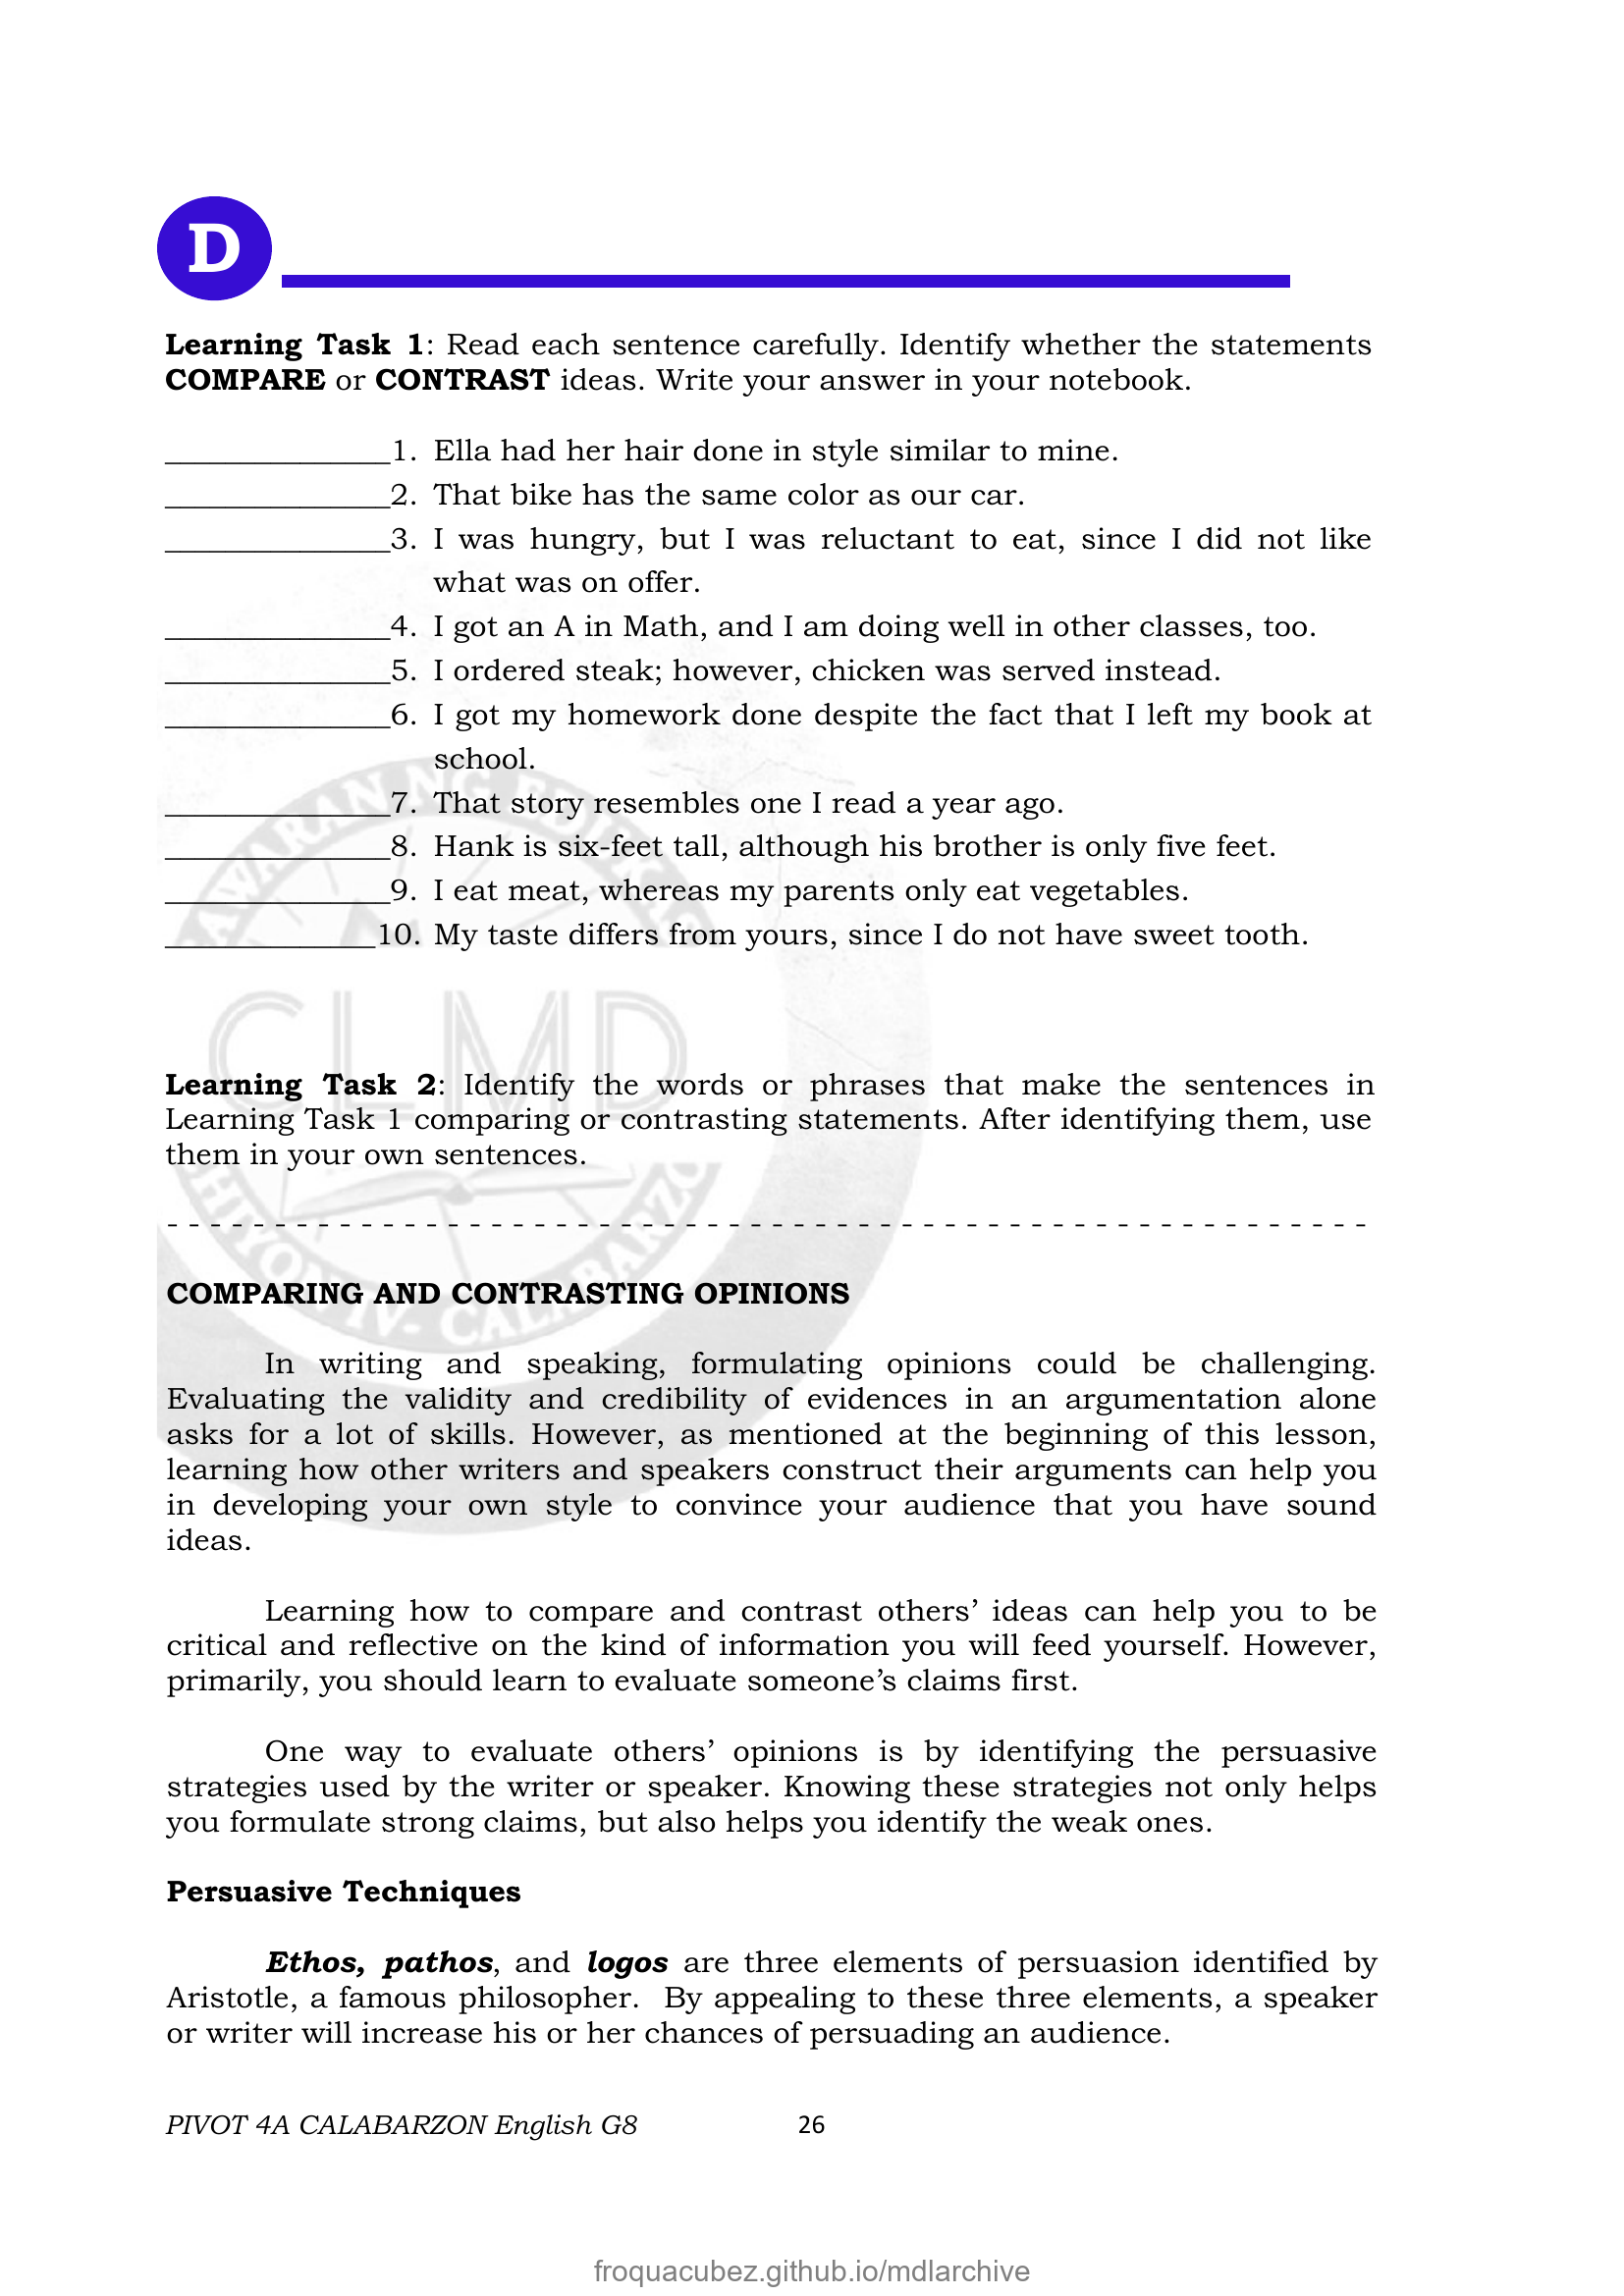 D
Learning Task 1: Read each sentence carefully. Identify whether the statements
COMPARE or CONTRAST ideas. Write your answer in your notebook.
_______________1. Ella had her hair done in style similar to mine.
_______________2. That bike has the same color as our car.
_______________3. I was hungry, but I was reluctant to eat, since I did not like
what was on offer.
_______________4. I got an A in Math, and I am doing well in other classes, too.
_______________5. I ordered steak; however, chicken was served instead.
_______________6. I got my homework done despite the fact that I left my book at
school.
_______________7. That story resembles one I read a year ago.
_______________8. Hank is six-feet tall, although his brother is only five feet.
_______________9. I eat meat, whereas my parents only eat vegetables.
______________10. My taste differs from yours, since I do not have sweet tooth.
CLMD
Learning Task 2: Identify the words or phrases that make the sentences in
Learning Task 1 comparing or contrasting statements. After identifying them, use
them in your own sentences.
COMPARING AND CONTRASTING OPINIONS
In writing and speaking, formulating opinions could be challenging.
Evaluating the validity and credibility of evidences in an argumentation alone
asks for a lot of skills. However, as mentioned at the beginning of this lesson,
learning how other writers and speakers construct their arguments can help you
in developing your own style to convince your audience that you have sound
ideas.
Learning how to compare and contrast others’ ideas can help you to be
critical and reflective on the kind of information you will feed yourself. However,
primarily, you should learn to evaluate someone’s claims first.
One way to evaluate others’ opinions is by identifying the persuasive
strategies used by the writer or speaker. Knowing these strategies not only helps
you formulate strong claims, but also helps you identify the weak ones.
Persuasive Techniques
Ethos, pathos, and logos are three elements of persuasion identified by
Aristotle, a famous philosopher. By appealing to these three elements, a speaker
or writer will increase his or her chances of persuading an audience.
PIVOT 4A CALABARZON English G8 26
froquacubez.github.io/mdlarchive